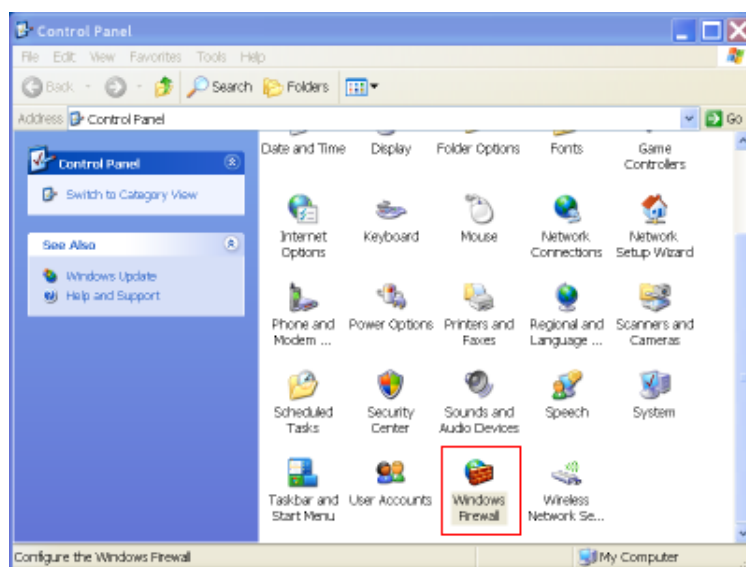 Control Panel
File Edit View Favorites Tools Help
Back Search Folders
Address Control Panel Go
Control Panel
Switch to Category View
See Also
Windows Update
Help and Support
Date and Time
Display
Folder Options
Fonts
Game
Controllers
Internet
Options
Keyboard
Mouse
Network
Connections
Network
Setup Wizard
Phone and
Modem ...
Power Options
Printers and
Faxes
Regional and
Language ...
Scanners and
Cameras
Scheduled
Tasks
Security
Center
Sounds and
Audio Devices
Speech
System
Taskbar and
Start Menu
User Accounts
Windows
Firewall
Wireless
Network Se...
Configure the Windows Firewall
My Computer